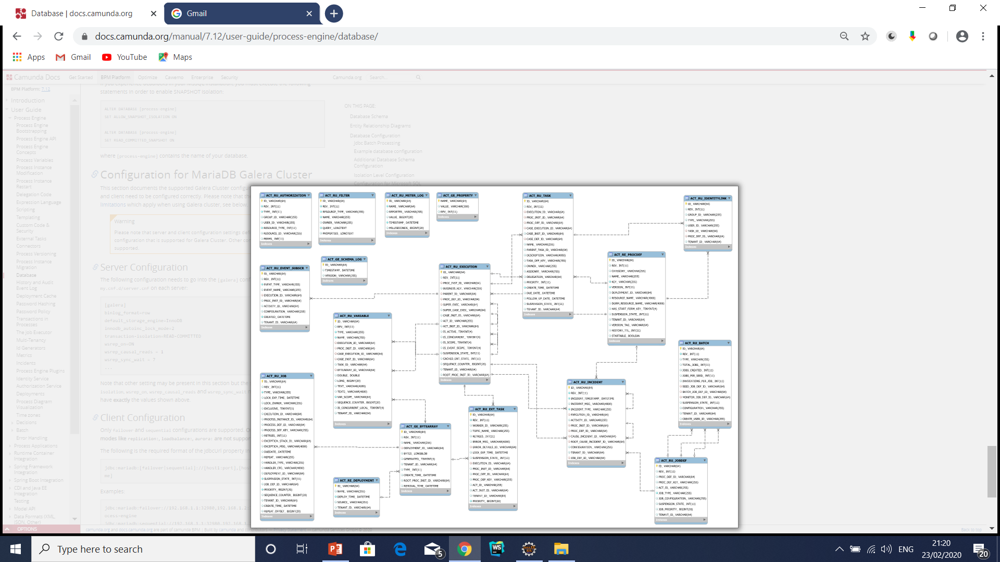 Database | docs.camunda.org
Gmail
docs.camunda.org/manual/7.12/user-guide/process-engine/database/
Apps
Gmail
YouTube
Maps
Camunda Docs
Get Started
BPM Platform
Optimize
Cawemo
Enterprise
Security
Camunda.org
Search...
BPM Platform: 7.12
Introduction
User Guide
Process Engine
Process Engine
Bootstrapping
Process Engine API
Process Engine
Concepts
Process Variables
Process Instance
Modification
Process Instance
Restart
Delegation Code
Expression Language
Scripting
Templating
Custom Code &
Security
External Tasks
Connectors
Process Versioning
Process Instance
Migration
Database
History and Audit
Event Log
Deployment Cache
Password Hashing
Password Policy
Transactions in
Processes
The Job Executor
Multi-Tenancy
Id Generators
Metrics
Incidents
Process Engine Plugins
Identity Service
Authorization Service
Deployments
Process Diagram
Visualization
Time zones
Decisions
Batch
Error Handling
Process Applications
Runtime Container
Integration
Spring Framework
Integration
Spring Boot Integration
CDI and Java EE
Integration
Testing
Model API
Data Formats (XML,
JSON, Other)
OPTIONS
statements in order to enable SNAPSHOT isolation:
ALTER DATABASE [process-engine]
SET ALLOW_SNAPSHOT_ISOLATION ON
ALTER DATABASE [process-engine]
SET READ_COMMITTED_SNAPSHOT ON
where [process-engine] contains the name of your database.
Configuration for MariaDB Galera Cluster
This section documents the supported Galera Cluster configu
and client need to be configured correctly. Please note that the
limitations which apply when using Galera cluster, see below
Warning
Please note that server and client configuration settings def
configuration that is supported for Galera Cluster. Other con
supported.
Server Configuration
The following configuration needs to go into the [galera] con
my.cnf.d/server.cnf on each server:
[galera]
binlog_format=row
default_storage_engine=InnoDB
innodb_autoinc_lock_mode=2
transaction-isolation=READ-COMMITTED
wsrep_on=ON
wsrep_causal_reads = 1
wsrep_sync_wait = 7
...
Note that other setting may be present in this section but the
isolation, wsrep_on, wsrep_causal_reads and wsrep_sync_wait
have exactly the values shown above.
Client Configuration
Only failover and sequential configurations are supported. O
modes like replication:, loadbalance:, aurora: are not suppor
The following is the required format of the jdbcUrl property in
jdbc:mariadb:[failover|sequential]://[host1:port],[hos
me]
Examples:
jdbc:mariadb:failover://192.168.1.1:32980,192.168.1.2
ocess-engine
jdbc:mariadb:sequential://192.168.1.1:32980,192.168.1
ON THIS PAGE:
Database Schema
Entity Relationship Diagrams
Database Configuration
Jdbc Batch Processing
Example database configuration
Additional Database Schema
Configuration
Isolation Level Configuration
Configuration for Microsoft SQL
ACT_RU_AUTHORIZATION
ID_ VARCHAR(64)
REV_ INT(11)
TYPE_ INT(11)
GROUP_ID_ VARCHAR(255)
USER_ID_ VARCHAR(255)
RESOURCE_TYPE_ INT(11)
RESOURCE_ID_ VARCHAR(255)
PERMS_ INT(11)
Indexes
ACT_RU_FILTER
ID_ VARCHAR(64)
REV_ INT(11)
RESOURCE_TYPE_ VARCHAR(255)
NAME_ VARCHAR(255)
OWNER_ VARCHAR(255)
QUERY_ LONGTEXT
PROPERTIES_ LONGTEXT
Indexes
ACT_RU_METER_LOG
ID_ VARCHAR(64)
NAME_ VARCHAR(64)
REPORTER_ VARCHAR(255)
VALUE_ BIGINT(20)
TIMESTAMP_ DATETIME
MILLISECONDS_ BIGINT(20)
Indexes
ACT_GE_PROPERTY
NAME_ VARCHAR(64)
VALUE_ VARCHAR(300)
REV_ INT(11)
Indexes
ACT_RU_TASK
ID_ VARCHAR(64)
REV_ INT(11)
EXECUTION_ID_ VARCHAR(64)
PROC_INST_ID_ VARCHAR(64)
PROC_DEF_ID_ VARCHAR(64)
CASE_EXECUTION_ID_ VARCHAR(64)
CASE_INST_ID_ VARCHAR(64)
CASE_DEF_ID_ VARCHAR(64)
NAME_ VARCHAR(255)
PARENT_TASK_ID_ VARCHAR(64)
DESCRIPTION_ VARCHAR(4000)
TASK_DEF_KEY_ VARCHAR(255)
OWNER_ VARCHAR(255)
ASSIGNEE_ VARCHAR(255)
DELEGATION_ VARCHAR(64)
PRIORITY_ INT(11)
CREATE_TIME_ DATETIME
DUE_DATE_ DATETIME
FOLLOW_UP_DATE_ DATETIME
SUSPENSION_STATE_ INT(11)
TENANT_ID_ VARCHAR(64)
Indexes
ACT_RU_IDENTITYLINK
ID_ VARCHAR(64)
REV_ INT(11)
GROUP_ID_ VARCHAR(255)
TYPE_ VARCHAR(255)
USER_ID_ VARCHAR(255)
TASK_ID_ VARCHAR(64)
PROC_DEF_ID_ VARCHAR(64)
TENANT_ID_ VARCHAR(64)
Indexes
ACT_GE_SCHEMA_LOG
ID_ VARCHAR(64)
TIMESTAMP_ DATETIME
VERSION_ VARCHAR(255)
Indexes
ACT_RU_EVENT_SUBSCR
ID_ VARCHAR(64)
REV_ INT(11)
EVENT_TYPE_ VARCHAR(255)
EVENT_NAME_ VARCHAR(255)
EXECUTION_ID_ VARCHAR(64)
PROC_INST_ID_ VARCHAR(64)
ACTIVITY_ID_ VARCHAR(64)
CONFIGURATION_ VARCHAR(255)
CREATED_ DATETIME
TENANT_ID_ VARCHAR(64)
Indexes
ACT_RU_EXECUTION
ID_ VARCHAR(64)
REV_ INT(11)
PROC_INST_ID_ VARCHAR(64)
BUSINESS_KEY_ VARCHAR(255)
PARENT_ID_ VARCHAR(64)
PROC_DEF_ID_ VARCHAR(64)
SUPER_EXEC_ VARCHAR(64)
SUPER_CASE_EXEC_ VARCHAR(64)
CASE_INST_ID_ VARCHAR(64)
ACT_ID_ VARCHAR(255)
ACT_INST_ID_ VARCHAR(64)
IS_ACTIVE_ TINYINT(4)
IS_CONCURRENT_ TINYINT(4)
IS_SCOPE_ TINYINT(4)
IS_EVENT_SCOPE_ TINYINT(4)
SUSPENSION_STATE_ INT(11)
CACHED_ENT_STATE_ INT(11)
SEQUENCE_COUNTER_ BIGINT(20)
TENANT_ID_ VARCHAR(64)
ROOT_PROC_INST_ID_ VARCHAR(64)
Indexes
ACT_RE_PROCDEF
ID_ VARCHAR(64)
REV_ INT(11)
CATEGORY_ VARCHAR(255)
NAME_ VARCHAR(255)
KEY_ VARCHAR(255)
VERSION_ INT(11)
DEPLOYMENT_ID_ VARCHAR(64)
RESOURCE_NAME_ VARCHAR(4000)
DGRM_RESOURCE_NAME_ VARCHAR(4000)
HAS_START_FORM_KEY_ TINYINT(4)
SUSPENSION_STATE_ INT(11)
TENANT_ID_ VARCHAR(64)
VERSION_TAG_ VARCHAR(64)
HISTORY_TTL_ INT(11)
STARTABLE_ BOOLEAN
Indexes
ACT_RU_VARIABLE
ID_ VARCHAR(64)
REV_ INT(11)
TYPE_ VARCHAR(255)
NAME_ VARCHAR(255)
EXECUTION_ID_ VARCHAR(64)
PROC_INST_ID_ VARCHAR(64)
CASE_EXECUTION_ID_ VARCHAR(64)
CASE_INST_ID_ VARCHAR(64)
TASK_ID_ VARCHAR(64)
BYTEARRAY_ID_ VARCHAR(64)
DOUBLE_ DOUBLE
LONG_ BIGINT(20)
TEXT_ VARCHAR(4000)
TEXT2_ VARCHAR(4000)
VAR_SCOPE_ VARCHAR(64)
SEQUENCE_COUNTER_ BIGINT(20)
IS_CONCURRENT_LOCAL_ TINYINT(4)
TENANT_ID_ VARCHAR(64)
Indexes
ACT_RU_BATCH
ID_ VARCHAR(64)
REV_ INT(11)
TYPE_ VARCHAR(255)
TOTAL_JOBS_ INT(11)
JOBS_CREATED_ INT(11)
JOBS_PER_SEED_ INT(11)
INVOCATIONS_PER_JOB_ INT(11)
SEED_JOB_DEF_ID_ VARCHAR(64)
BATCH_JOB_DEF_ID_ VARCHAR(64)
MONITOR_JOB_DEF_ID_ VARCHAR(64)
SUSPENSION_STATE_ INT(11)
CONFIGURATION_ VARCHAR(255)
TENANT_ID_ VARCHAR(64)
CREATE_USER_ID_ VARCHAR(255)
Indexes
ACT_RU_JOB
ID_ VARCHAR(64)
REV_ INT(11)
TYPE_ VARCHAR(255)
LOCK_EXP_TIME_ DATETIME
LOCK_OWNER_ VARCHAR(255)
EXCLUSIVE_ TINYINT(1)
EXECUTION_ID_ VARCHAR(64)
PROCESS_INSTANCE_ID_ VARCHAR(64)
PROCESS_DEF_ID_ VARCHAR(64)
PROCESS_DEF_KEY_ VARCHAR(255)
RETRIES_ INT(11)
EXCEPTION_STACK_ID_ VARCHAR(64)
EXCEPTION_MSG_ VARCHAR(4000)
DUEDATE_ DATETIME
REPEAT_ VARCHAR(255)
HANDLER_TYPE_ VARCHAR(255)
HANDLER_CFG_ VARCHAR(4000)
DEPLOYMENT_ID_ VARCHAR(64)
SUSPENSION_STATE_ INT(11)
JOB_DEF_ID_ VARCHAR(64)
PRIORITY_ BIGINT(20)
SEQUENCE_COUNTER_ BIGINT(20)
TENANT_ID_ VARCHAR(64)
CREATE_TIME_ DATETIME
REPEAT_OFFSET_ BIGINT(20)
Indexes
ACT_RU_INCIDENT
ID_ VARCHAR(64)
REV_ INT(11)
INCIDENT_TIMESTAMP_ DATETIME
INCIDENT_MSG_ VARCHAR(4000)
INCIDENT_TYPE_ VARCHAR(255)
EXECUTION_ID_ VARCHAR(64)
ACTIVITY_ID_ VARCHAR(255)
PROC_INST_ID_ VARCHAR(64)
PROC_DEF_ID_ VARCHAR(64)
CAUSE_INCIDENT_ID_ VARCHAR(64)
ROOT_CAUSE_INCIDENT_ID_ VARCHAR(64)
CONFIGURATION_ VARCHAR(255)
TENANT_ID_ VARCHAR(64)
JOB_DEF_ID_ VARCHAR(64)
Indexes
ACT_RU_EXT_TASK
ID_ VARCHAR(64)
REV_ INT(11)
WORKER_ID_ VARCHAR(255)
TOPIC_NAME_ VARCHAR(255)
RETRIES_ INT(11)
ERROR_MSG_ VARCHAR(4000)
ERROR_DETAILS_ID_ VARCHAR(64)
LOCK_EXP_TIME_ DATETIME
SUSPENSION_STATE_ INT(11)
EXECUTION_ID_ VARCHAR(64)
PROC_INST_ID_ VARCHAR(64)
PROC_DEF_ID_ VARCHAR(64)
PROC_DEF_KEY_ VARCHAR(255)
ACT_ID_ VARCHAR(255)
ACT_INST_ID_ VARCHAR(64)
TENANT_ID_ VARCHAR(64)
PRIORITY_ BIGINT(20)
Indexes
ACT_GE_BYTEARRAY
ID_ VARCHAR(64)
REV_ INT(11)
NAME_ VARCHAR(255)
DEPLOYMENT_ID_ VARCHAR(64)
BYTES_ LONGBLOB
GENERATED_ TINYINT(4)
TENANT_ID_ VARCHAR(64)
TYPE_ INT(11)
CREATE_TIME_ DATETIME
ROOT_PROC_INST_ID_ VARCHAR(64)
REMOVAL_TIME_ DATETIME
Indexes
ACT_RU_JOBDEF
ID_ VARCHAR(64)
REV_ INT(11)
PROC_DEF_ID_ VARCHAR(64)
PROC_DEF_KEY_ VARCHAR(255)
ACT_ID_ VARCHAR(255)
JOB_TYPE_ VARCHAR(255)
JOB_CONFIGURATION_ VARCHAR(255)
SUSPENSION_STATE_ INT(11)
JOB_PRIORITY_ BIGINT(20)
TENANT_ID_ VARCHAR(64)
Indexes
ACT_RE_DEPLOYMENT
ID_ VARCHAR(64)
NAME_ VARCHAR(255)
DEPLOY_TIME_ DATETIME
SOURCE_ VARCHAR(255)
TENANT_ID_ VARCHAR(64)
Indexes
camunda.org and docs.camunda.org are part of camunda BPM | Built by camunda and contributors — Privacy Statement — camunda Services GmbH ©
Back to top
Type here to search
5
WS
ENG
21:20
23/02/2020
20